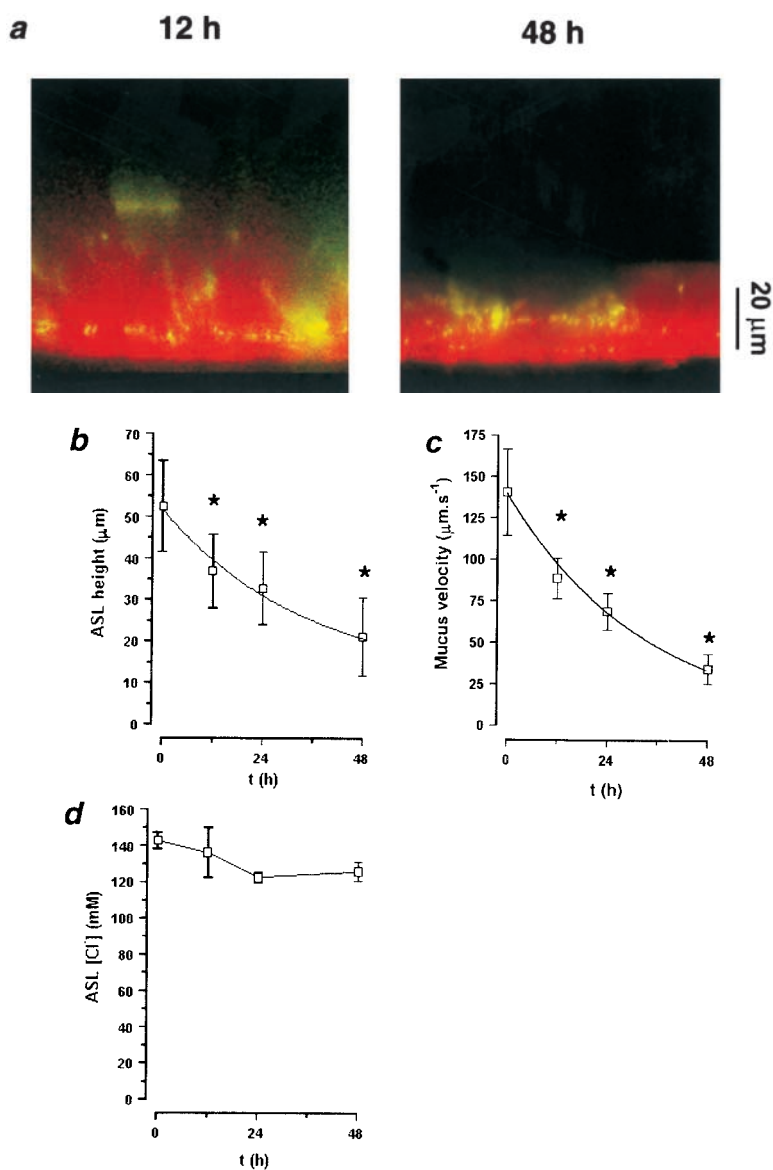 a 12 h 48 h
20 μm
b
70
60
50
40
30
20
10
0
ASL height (μm)
★ ★ ★
0 24 48
t (h)
c
175
150
125
100
75
50
25
0
Mucus velocity (μm.s⁻¹)
★ ★ ★
0 24 48
t (h)
d
160
140
120
100
80
60
40
20
0
ASL [Cl⁻] (mM)
0 24 48
t (h)